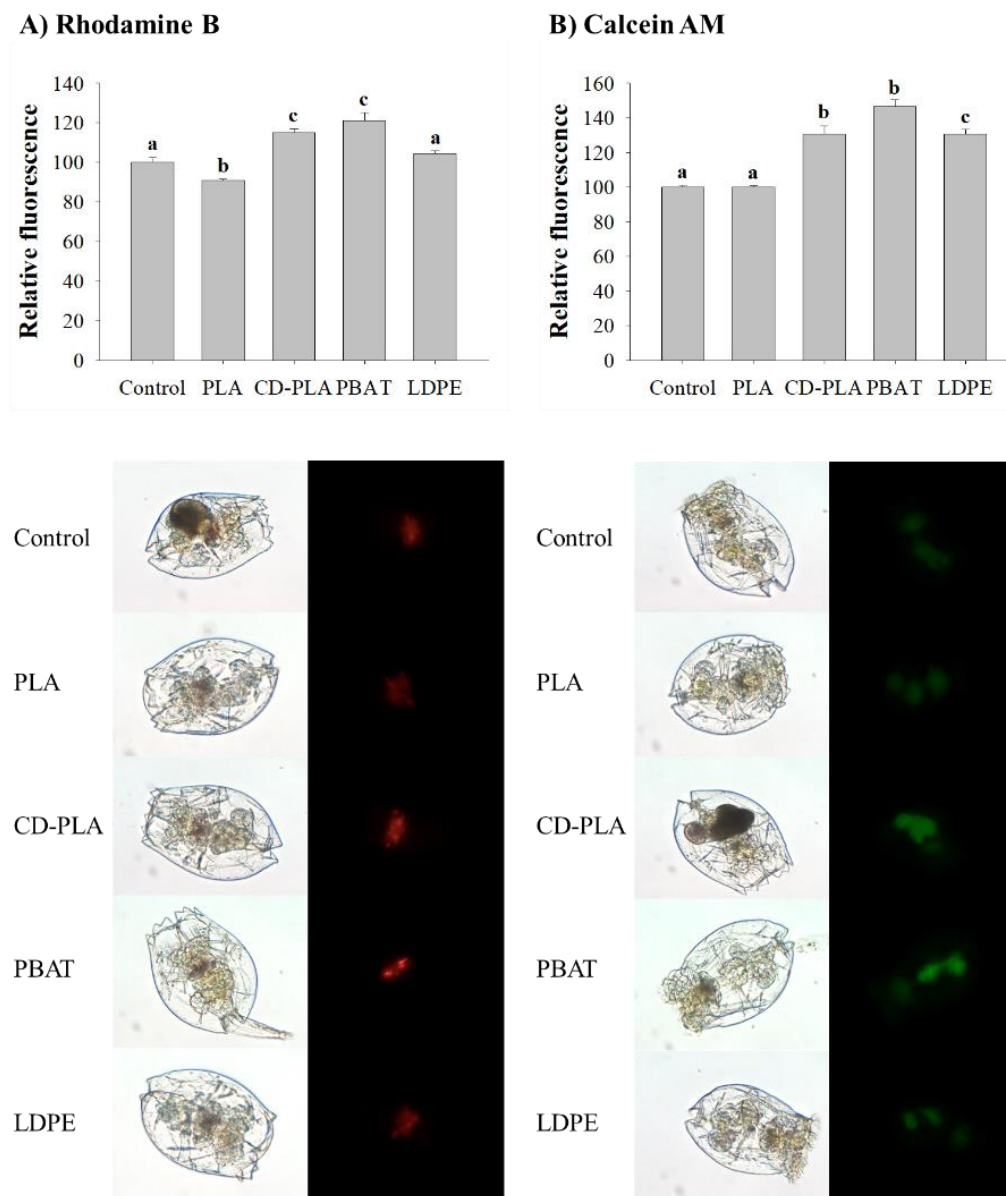 A) Rhodamine B
B) Calcein AM
140
120
100
80
60
40
20
0
Relative fluorescence
a
b
c
c
a
Control PLA CD-PLA PBAT LDPE
160
140
120
100
80
60
40
20
0
Relative fluorescence
a
a
b
b
c
Control PLA CD-PLA PBAT LDPE
Control
PLA
CD-PLA
PBAT
LDPE
Control
PLA
CD-PLA
PBAT
LDPE